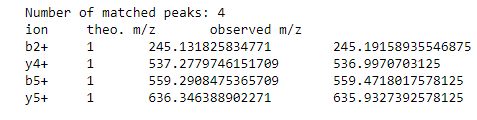 Number of matched peaks: 4
ion theo. m/z observed m/z
b2+ 1 245.131825834771 245.19158935546875
y4+ 1 537.2779746151709 536.9970703125
b5+ 1 559.2908475365709 559.4718017578125
y5+ 1 636.346388902271 635.9327392578125